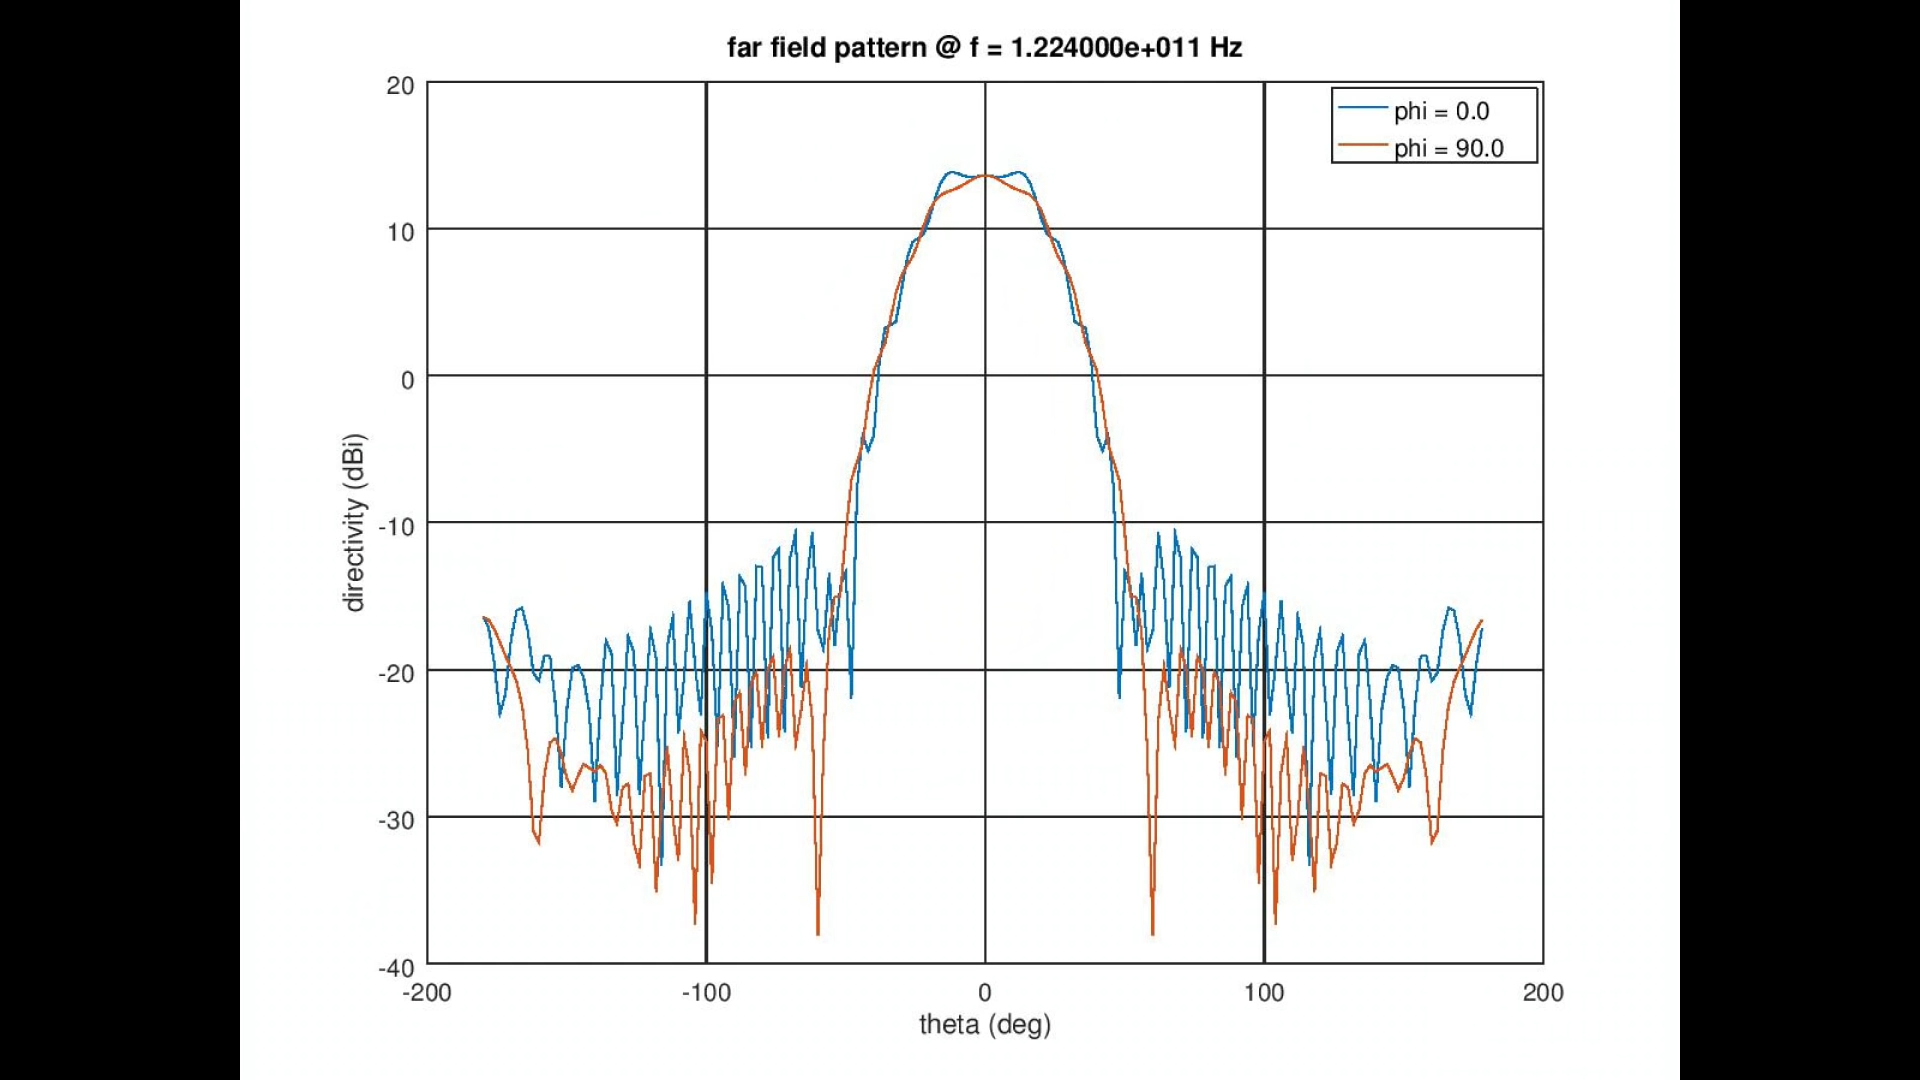 far field pattern @ f = 1.224000e+011 Hz
phi = 0.0
phi = 90.0
20
10
0
-10
-20
-30
-40
directivity (dBi)
-200
-100
0
100
200
theta (deg)